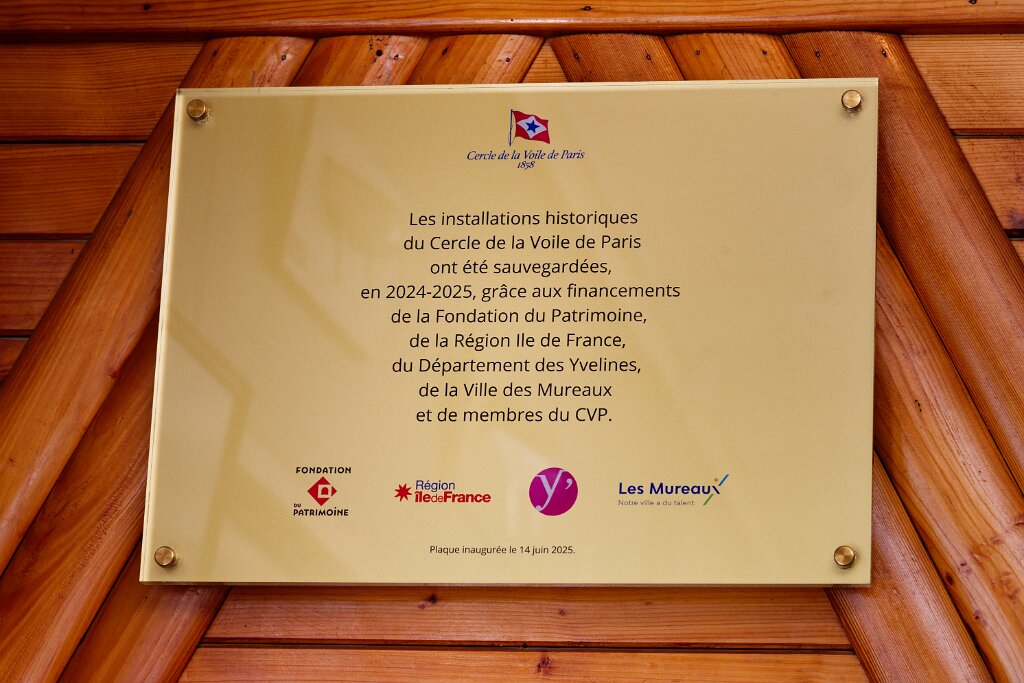 Cercle de la Voile de Paris
1858
Les installations historiques
du Cercle de la Voile de Paris
ont été sauvegardées,
en 2024-2025, grâce aux financements
de la Fondation du Patrimoine,
de la Région Ile de France,
du Département des Yvelines,
de la Ville des Mureaux
et de membres du CVP.
FONDATION
DU
PATRIMOINE
Région
îledeFrance
y'
Les Mureaux
Notre ville a du talent
Plaque inaugurée le 14 juin 2025.